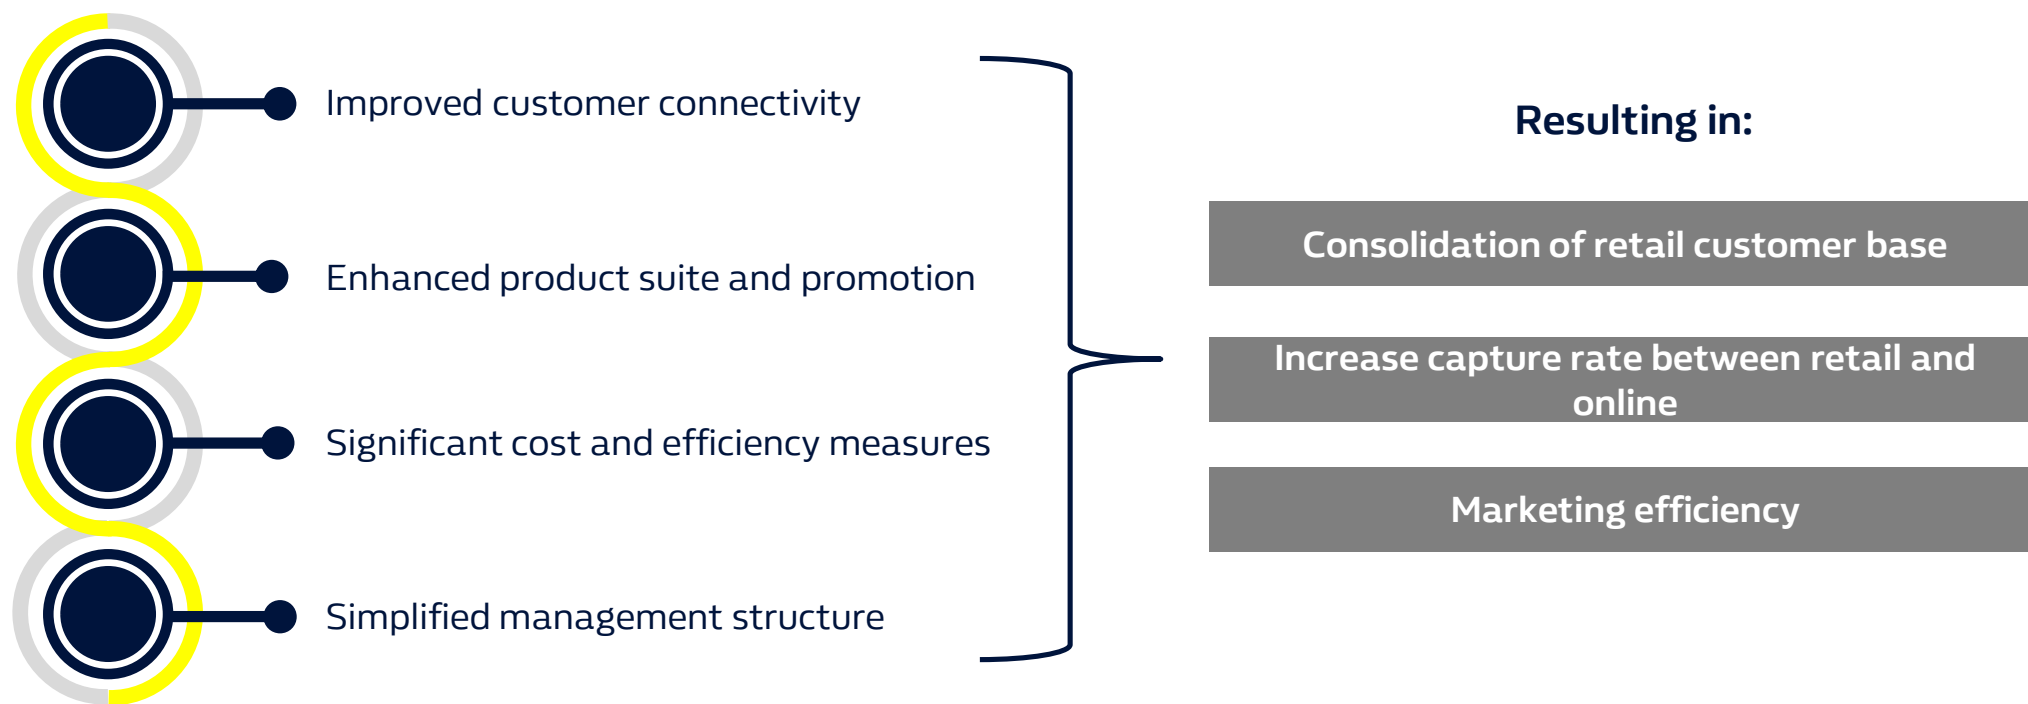 Improved customer connectivity
Enhanced product suite and promotion
Significant cost and efficiency measures
Simplified management structure
Resulting in:
Consolidation of retail customer base
Increase capture rate between retail and
online
Marketing efficiency